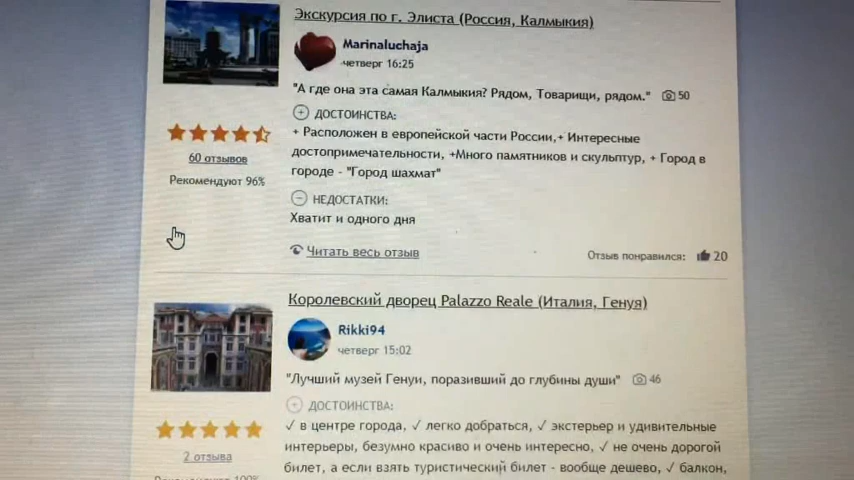 Экскурсия по г. Элиста (Россия, Калмыкия)
Marinaluchaja
четверг 16:25
"А где она эта самая Калмыкия? Рядом, Товарищи, рядом." 50
ДОСТОИНСТВА:
+ Расположен в европейской части России,+ Интересные
достопримечательности, +Много памятников и скульптур, + Город в
городе - "Город шахмат"
60 отзывов
Рекомендуют 96%
НЕДОСТАТКИ:
Хватит и одного дня
Читать весь отзыв
Отзыв понравился: 20
Королевский дворец Palazzo Reale (Италия, Генуя)
Rikki94
четверг 15:02
"Лучший музей Генуи, поразивший до глубины души" 46
ДОСТОИНСТВА:
✓ в центре города, ✓ легко добраться, ✓ экстерьер и удивительные
интерьеры, безумно красиво и очень интересно, ✓ не очень дорогой
билет, а если взять туристический билет - вообще дешево, ✓ балкон,
2 отзыва
Рекомендуют 100%